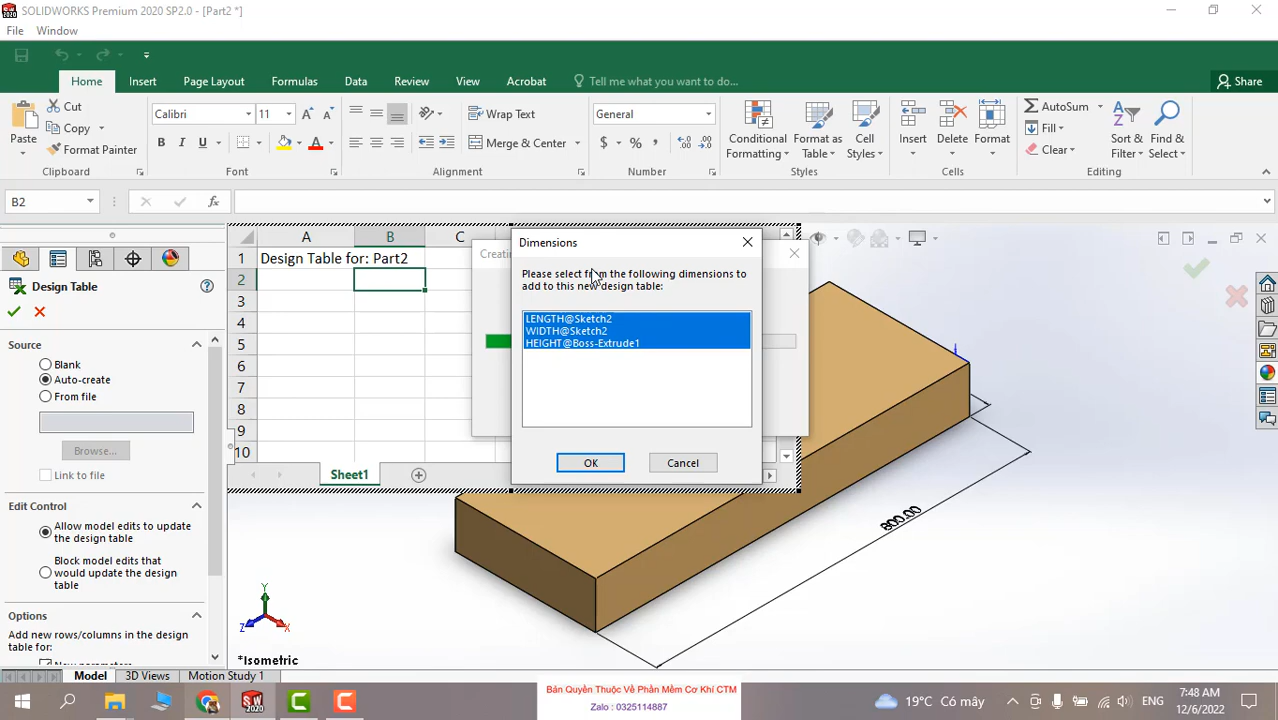 SOLIDWORKS Premium 2020 SP2.0 - [Part2 *]
File Window
Home Insert Page Layout Formulas Data Review View Acrobat Tell me what you want to do... Share
Paste
Cut
Copy
Format Painter
Clipboard
Calibri 11
B I U
Font
Wrap Text
Merge & Center
Alignment
General
$ % ,
Number
Conditional Formatting
Format as Table
Cell Styles
Styles
Insert
Delete
Format
Cells
AutoSum
Fill
Clear
Sort & Filter
Find & Select
Editing
B2
fx
A B C
1 Design Table for: Part2
2
3
4
5
6
7
8
9
10
Sheet1
Design Table
Source
Blank
Auto-create
From file
Browse...
Link to file
Edit Control
Allow model edits to update
the design table
Block model edits that
would update the design
table
Options
Add new rows/columns in the design
table for:
Dimensions
Please select from the following dimensions to
add to this new design table:
LENGTH@Sketch2
WIDTH@Sketch2
HEIGHT@Boss-Extrude1
OK Cancel
800.00
Y
Z X
*Isometric
Model 3D Views Motion Study 1
SW
2020
Bản Quyền Thuộc Về Phần Mềm Cơ Khí CTM
Zalo : 0325114887
19°C Có mây
ENG
7:48 AM
12/6/2022